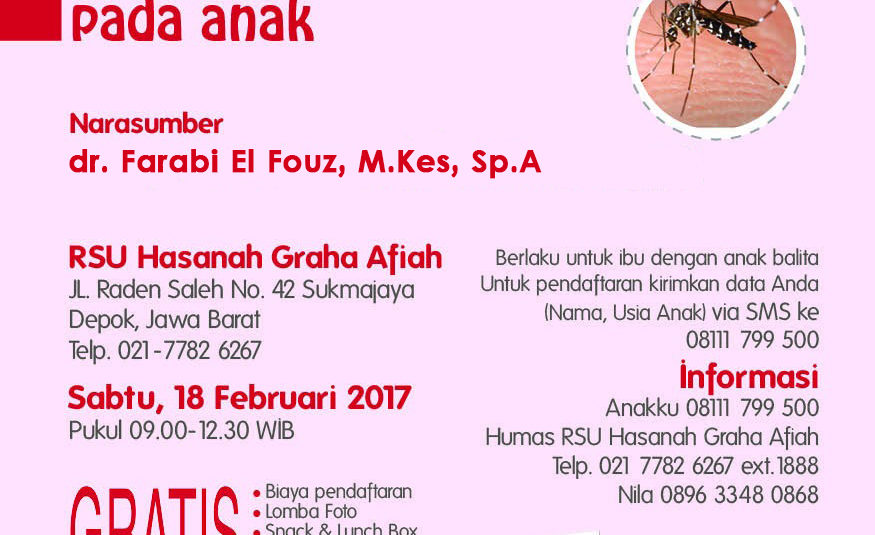 pada anak
Narasumber
dr. Farabi El Fouz, M.Kes, Sp.A
RSU Hasanah Graha Afiah
JL. Raden Saleh No. 42 Sukmajaya
Depok, Jawa Barat
Telp. 021-7782 6267
Sabtu, 18 Februari 2017
Pukul 09.00-12.30 WIB
GRATIS
• Biaya pendaftaran
• Lomba Foto
• Snack & Lunch Box
Berlaku untuk ibu dengan anak balita
Untuk pendaftaran kirimkan data Anda
(Nama, Usia Anak) via SMS ke
08111 799 500
Informasi
Anakku 08111 799 500
Humas RSU Hasanah Graha Afiah
Telp. 021 7782 6267 ext.1888
Nila 0896 3348 0868